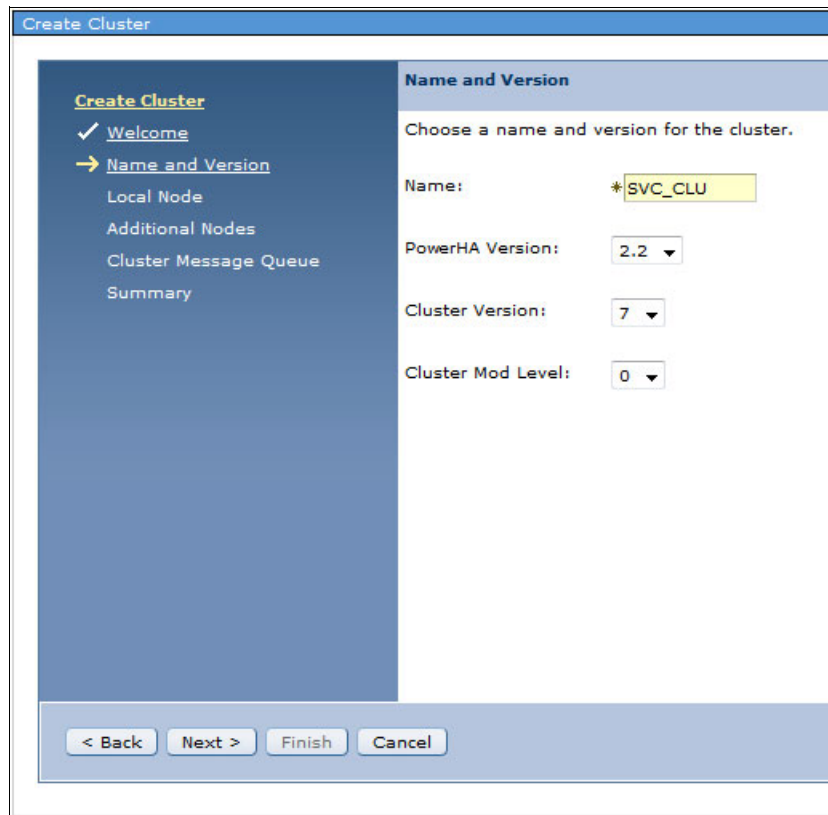 Create Cluster
Create Cluster
Welcome
Name and Version
Local Node
Additional Nodes
Cluster Message Queue
Summary
Name and Version
Choose a name and version for the cluster.
Name: *SVC_CLU
PowerHA Version: 2.2
Cluster Version: 7
Cluster Mod Level: 0
< Back Next > Finish Cancel